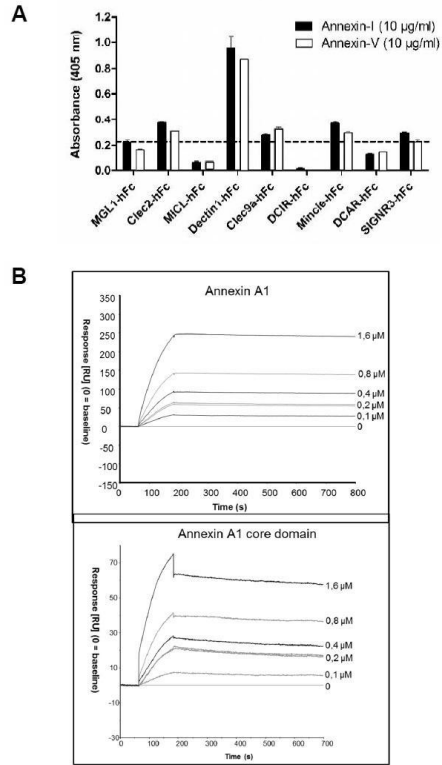 A
Annexin-I (10 µg/ml)
Annexin-V (10 µg/ml)
Absorbance (405 nm)
1.2
1.0
0.8
0.6
0.4
0.2
0.0
MGL1-hFc
Clec2-hFc
MICL-hFc
Dectin1-hFc
Clec9a-hFc
DCIR-hFc
Mincle-hFc
DCAR-hFc
SIGNR3-hFc
B
Annexin A1
Response [RU] (0 = baseline)
350
300
250
200
150
100
50
0
-50
-100
-150
1,6 µM
0,8 µM
0,4 µM
0,2 µM
0,1 µM
0
0 100 200 300 400 500 600 700 800
Time (s)
Annexin A1 core domain
Response [RU] (0 = baseline)
70
50
30
10
-10
-30
1,6 µM
0,8 µM
0,4 µM
0,2 µM
0,1 µM
0
0 100 200 300 400 500 600 700
Time (s)